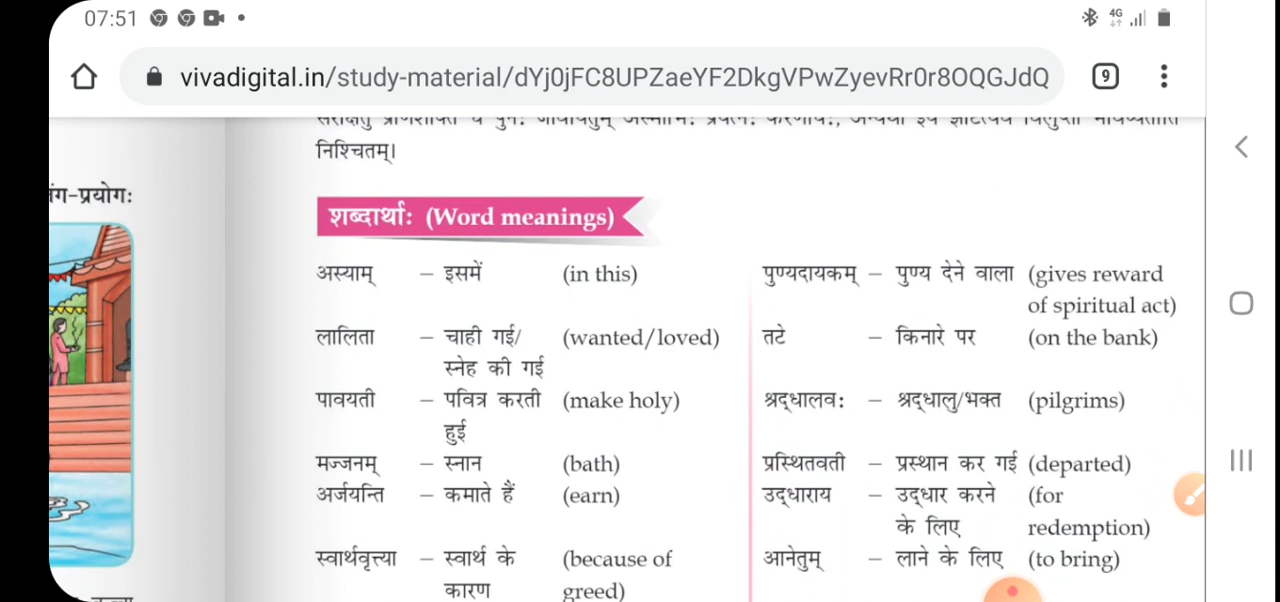 07:51
4G
vivadigital.in/study-material/dYj0jFC8UPZaeYF2DkgVPwZyevRr0r8OQGJdQ
9
निश्चितम्।
प्रयोगः
शब्दार्थाः (Word meanings)
अस्याम् – इसमें (in this)
लालिता – चाही गई/ (wanted/loved)
स्नेह की गई
पावयती – पवित्र करती (make holy)
हुई
मज्जनम् – स्नान (bath)
अर्जयन्ति – कमाते हैं (earn)
स्वार्थवृत्त्या – स्वार्थ के (because of
कारण greed)
पुण्यदायकम् – पुण्य देने वाला (gives reward
of spiritual act)
तटे – किनारे पर (on the bank)
श्रद्धालवः – श्रद्धालु/भक्त (pilgrims)
प्रस्थितवती – प्रस्थान कर गई (departed)
उद्धाराय – उद्धार करने (for
के लिए redemption)
आनेतुम् – लाने के लिए (to bring)